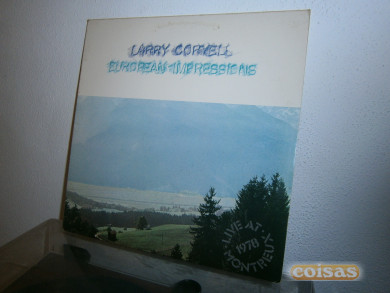 LARRY CORYELL
EUROPEAN IMPRESSIONS
LIVE AT
MONTREUX
1978
coisas